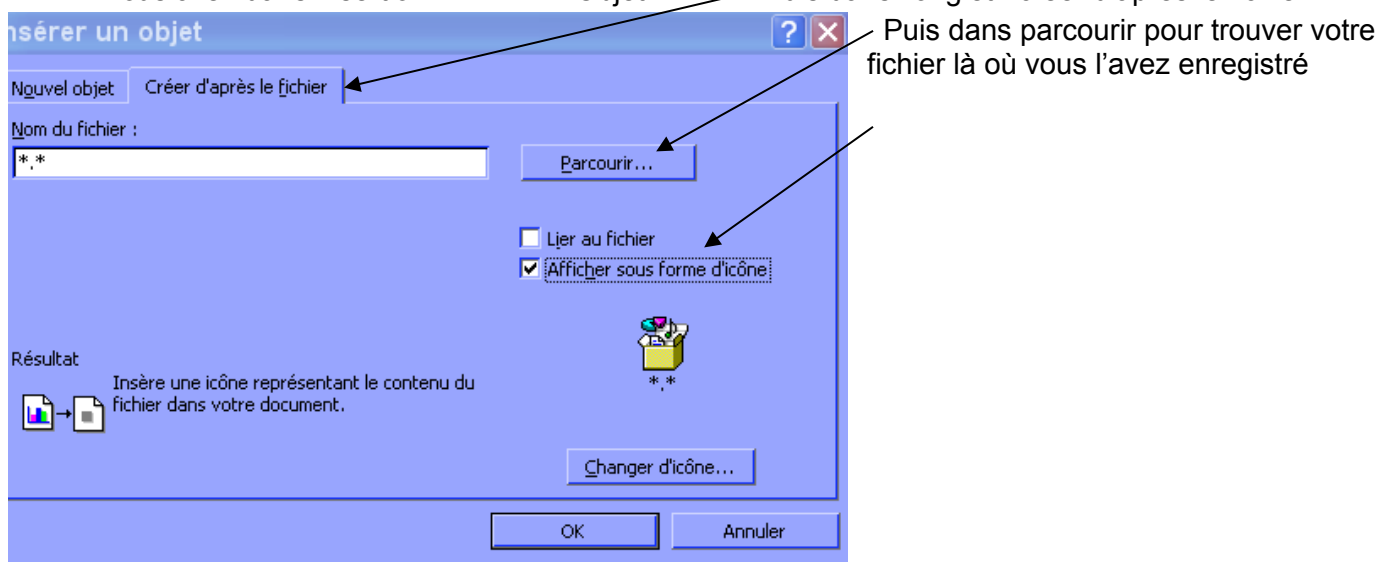 nsérer un objet
Puis dans parcourir pour trouver votre
fichier là où vous l'avez enregistré
Nouvel objet Créer d'après le fichier
Nom du fichier :
*.*
Parcourir...
Lier au fichier
Afficher sous forme d'icône
*.*
Résultat
Insère une icône représentant le contenu du
fichier dans votre document.
Changer d'icône...
OK Annuler